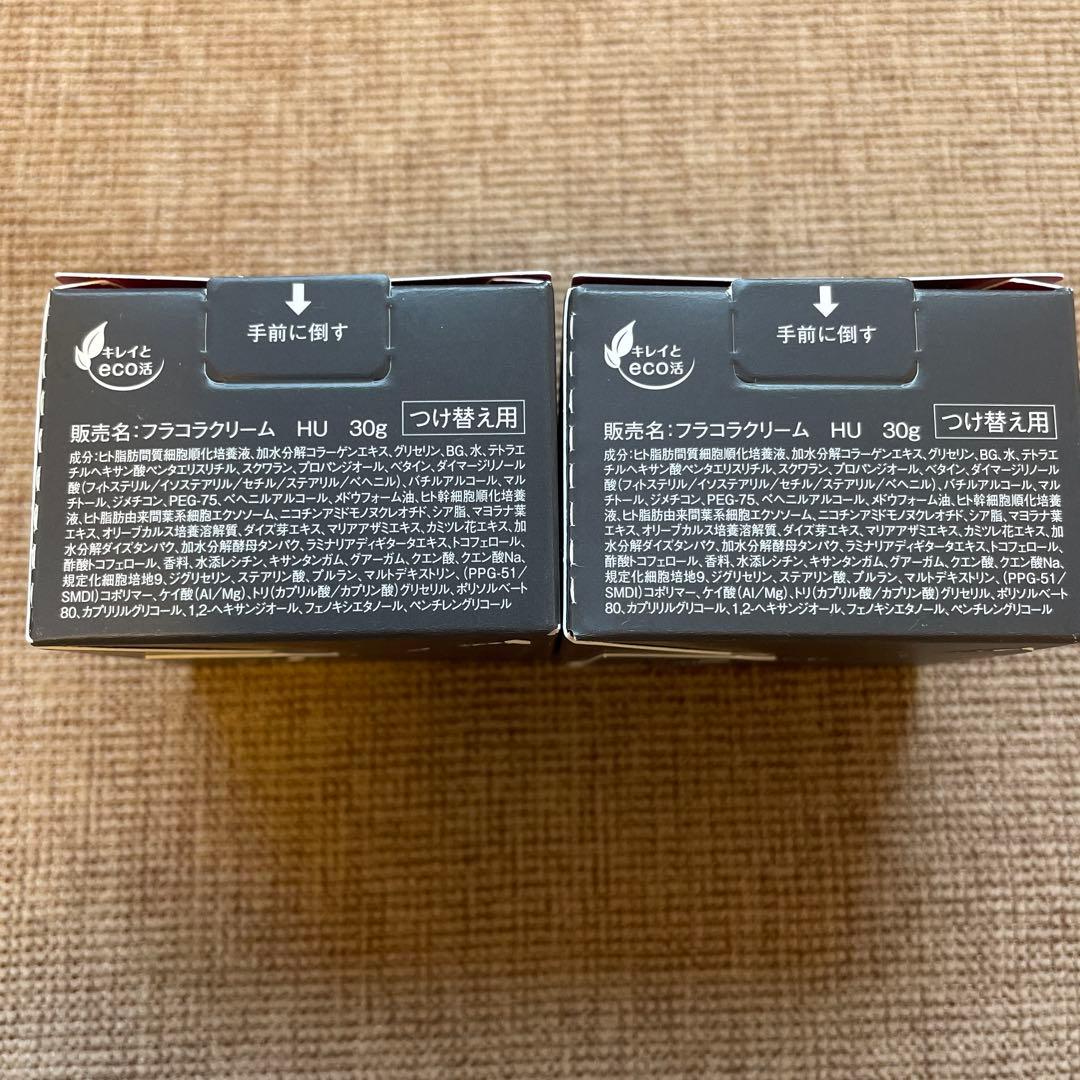 手前に倒す
キレイと
eco活
つけ替え用
販売名:フラコラクリーム　HU　30g
成分:ヒト脂肪間質細胞順化培養液、加水分解コラーゲンエキス、グリセリン、BG、水、テトラエ
チルヘキサン酸ペンタエリスリチル、スクワラン、プロパンジオール、ベタイン、ダイマージリノール
酸(フィトステリル/イソステアリル/セチル/ステアリル/ベヘニル)、バチルアルコール、マル
チトール、ジメチコン、PEG-75、ベヘニルアルコール、メドウフォーム油、ヒト幹細胞順化培養
液、ヒト脂肪由来間葉系細胞エクソソーム、ニコチンアミドモノヌクレオチド、シア脂、マヨラナ葉
エキス、オリーブカルス培養溶解質、ダイズ芽エキス、マリアアザミエキス、カミツレ花エキス、加
水分解ダイズタンパク、加水分解酵母タンパク、ラミナリアディギタータエキス、トコフェロール、
酢酸トコフェロール、香料、水添レシチン、キサンタンガム、グアーガム、クエン酸、クエン酸Na、
規定化細胞培地9、ジグリセリン、ステアリン酸、プルラン、マルトデキストリン、(PPG-51/
SMDI)コポリマー、ケイ酸(Al/Mg)、トリ(カプリル酸/カプリン酸)グリセリル、ポリソルベート
80、カプリリルグリコール、1,2-ヘキサンジオール、フェノキシエタノール、ペンチレングリコール
手前に倒す
キレイと
eco活
つけ替え用
販売名:フラコラクリーム　HU　30g
成分:ヒト脂肪間質細胞順化培養液、加水分解コラーゲンエキス、グリセリン、BG、水、テトラエ
チルヘキサン酸ペンタエリスリチル、スクワラン、プロパンジオール、ベタイン、ダイマージリノール
酸(フィトステリル/イソステアリル/セチル/ステアリル/ベヘニル)、バチルアルコール、マル
チトール、ジメチコン、PEG-75、ベヘニルアルコール、メドウフォーム油、ヒト幹細胞順化培養
液、ヒト脂肪由来間葉系細胞エクソソーム、ニコチンアミドモノヌクレオチド、シア脂、マヨラナ葉
エキス、オリーブカルス培養溶解質、ダイズ芽エキス、マリアアザミエキス、カミツレ花エキス、加
水分解ダイズタンパク、加水分解酵母タンパク、ラミナリアディギタータエキス、トコフェロール、
酢酸トコフェロール、香料、水添レシチン、キサンタンガム、グアーガム、クエン酸、クエン酸Na、
規定化細胞培地9、ジグリセリン、ステアリン酸、プルラン、マルトデキストリン、(PPG-51/
SMDI)コポリマー、ケイ酸(Al/Mg)、トリ(カプリル酸/カプリン酸)グリセリル、ポリソルベート
80、カプリリルグリコール、1,2-ヘキサンジオール、フェノキシエタノール、ペンチレングリコール